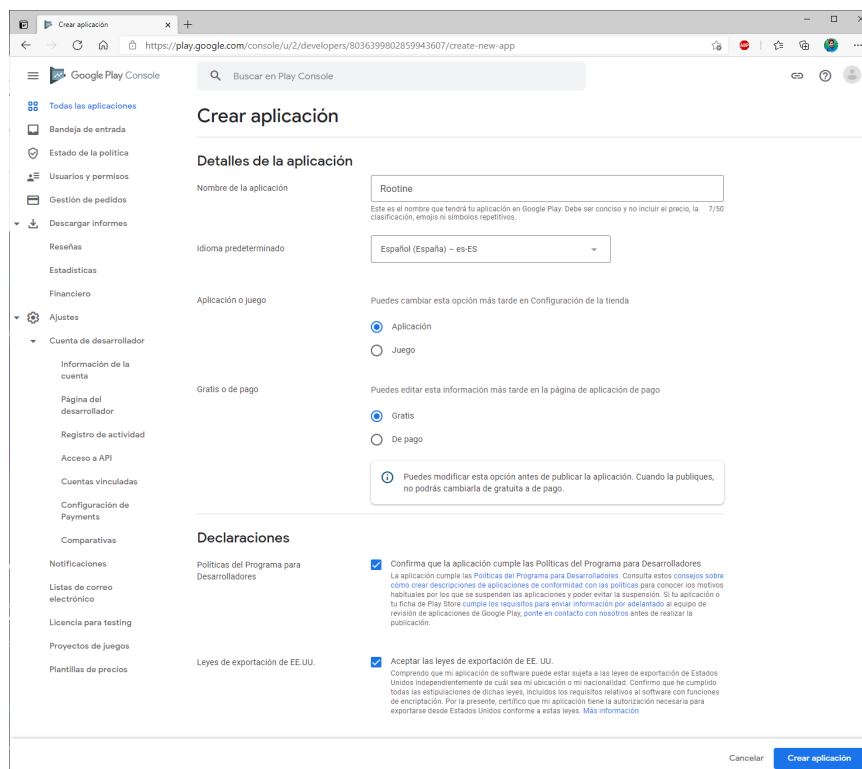 Crear aplicación
https://play.google.com/console/u/2/developers/8036399802859943607/create-new-app
ABP
Google Play Console
Buscar en Play Console
Todas las aplicaciones
Bandeja de entrada
Estado de la política
Usuarios y permisos
Gestión de pedidos
Descargar informes
Reseñas
Estadísticas
Financiero
Ajustes
Cuenta de desarrollador
Información de la
cuenta
Página del
desarrollador
Registro de actividad
Acceso a API
Cuentas vinculadas
Configuración de
Payments
Comparativas
Notificaciones
Listas de correo
electrónico
Licencia para testing
Proyectos de juegos
Plantillas de precios
Crear aplicación
Detalles de la aplicación
Nombre de la aplicación
Rootine
Este es el nombre que tendrá tu aplicación en Google Play. Debe ser conciso y no incluir el precio, la
clasificación, emojis ni símbolos repetitivos.
7/50
Idioma predeterminado
Español (España) – es-ES
Aplicación o juego
Puedes cambiar esta opción más tarde en Configuración de la tienda
Aplicación
Juego
Gratis o de pago
Puedes editar esta información más tarde en la página de aplicación de pago
Gratis
De pago
Puedes modificar esta opción antes de publicar la aplicación. Cuando la publiques,
no podrás cambiarla de gratuita a de pago.
Declaraciones
Políticas del Programa para
Desarrolladores
Confirma que la aplicación cumple las Políticas del Programa para Desarrolladores
La aplicación cumple las Políticas del Programa para Desarrolladores. Consulta estos consejos sobre
cómo crear descripciones de aplicaciones de conformidad con las políticas para conocer los motivos
habituales por los que se suspenden las aplicaciones y poder evitar la suspensión. Si tu aplicación o
tu ficha de Play Store cumple los requisitos para enviar información por adelantado al equipo de
revisión de aplicaciones de Google Play, ponte en contacto con nosotros antes de realizar la
publicación.
Leyes de exportación de EE.UU.
Aceptar las leyes de exportación de EE. UU.
Comprendo que mi aplicación de software puede estar sujeta a las leyes de exportación de Estados
Unidos independientemente de cuál sea mi ubicación o mi nacionalidad. Confirmo que he cumplido
todas las estipulaciones de dichas leyes, incluidos los requisitos relativos al software con funciones
de encriptación. Por la presente, certifico que mi aplicación tiene la autorización necesaria para
exportarse desde Estados Unidos conforme a estas leyes. Más información
Cancelar
Crear aplicación